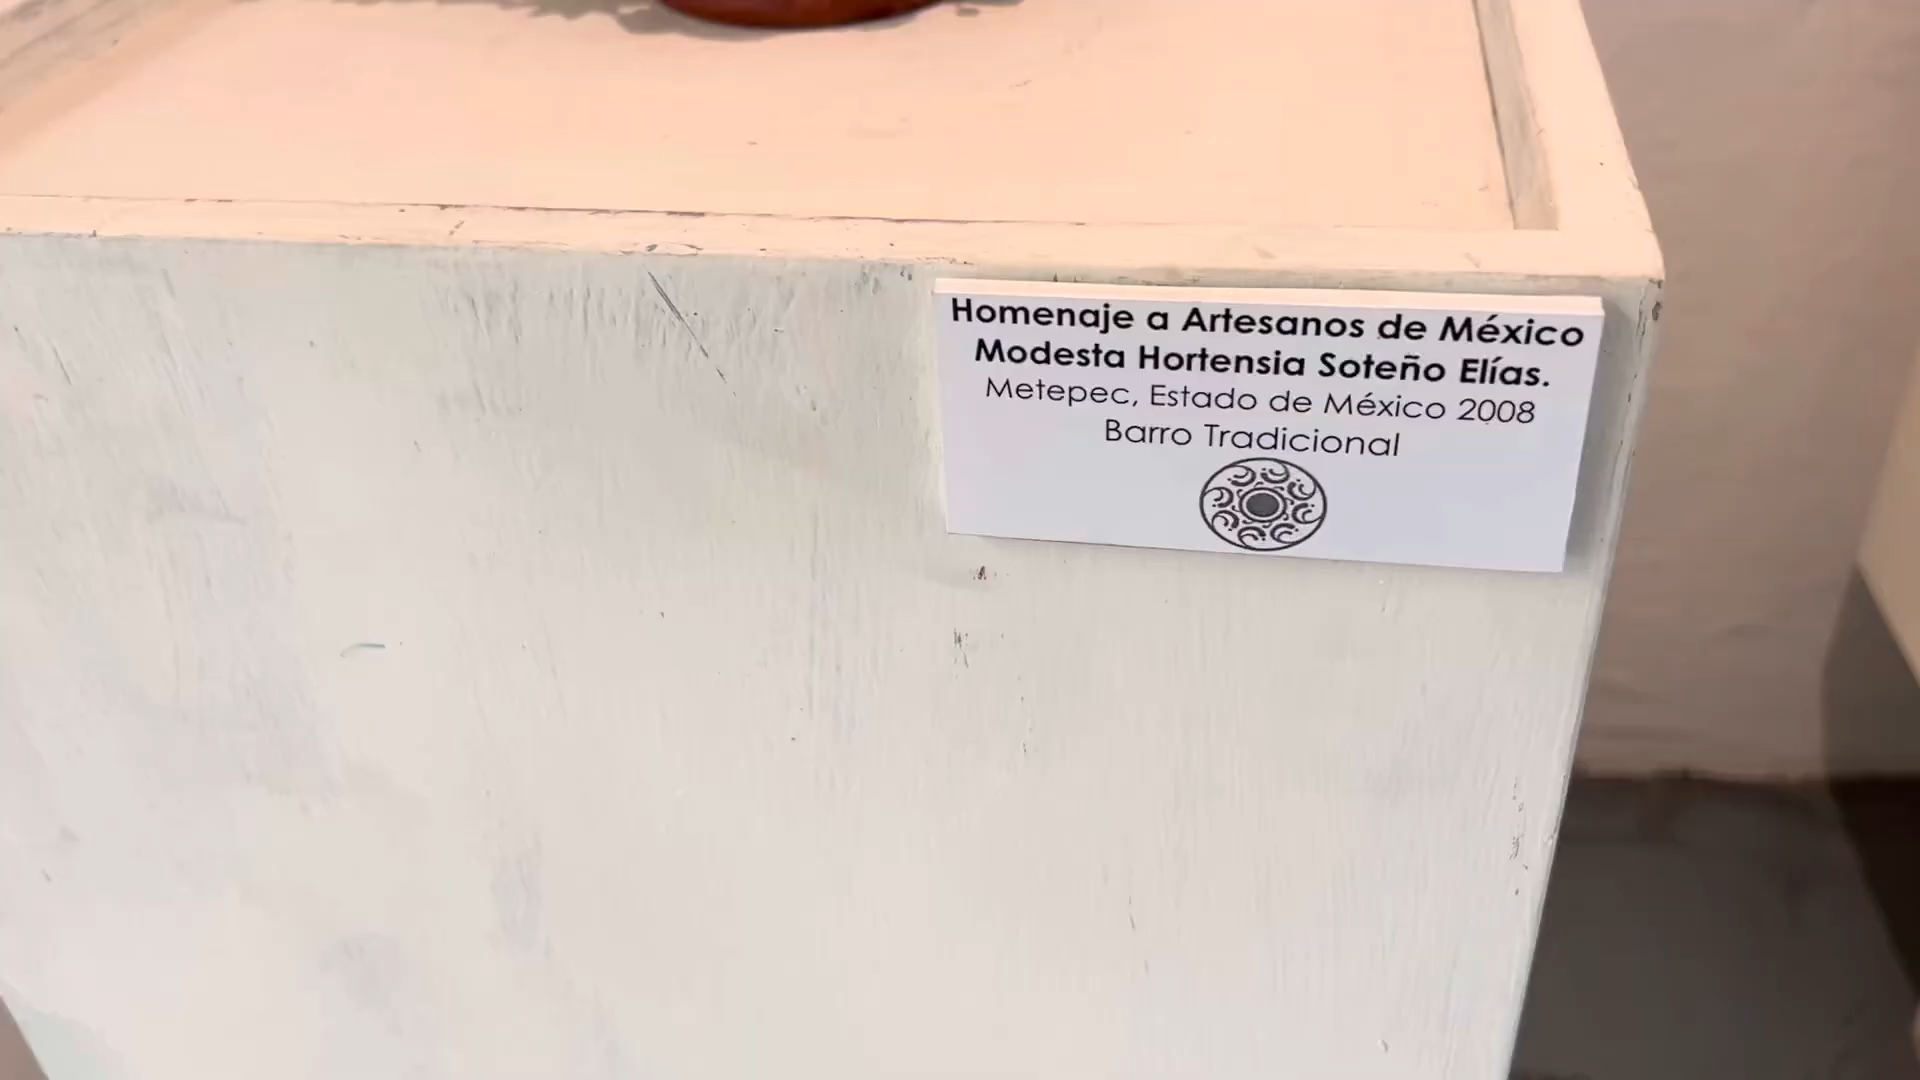 Homenaje a Artesanos de México
Modesta Hortensia Soteño Elías.
Metepec, Estado de México 2008
Barro Tradicional